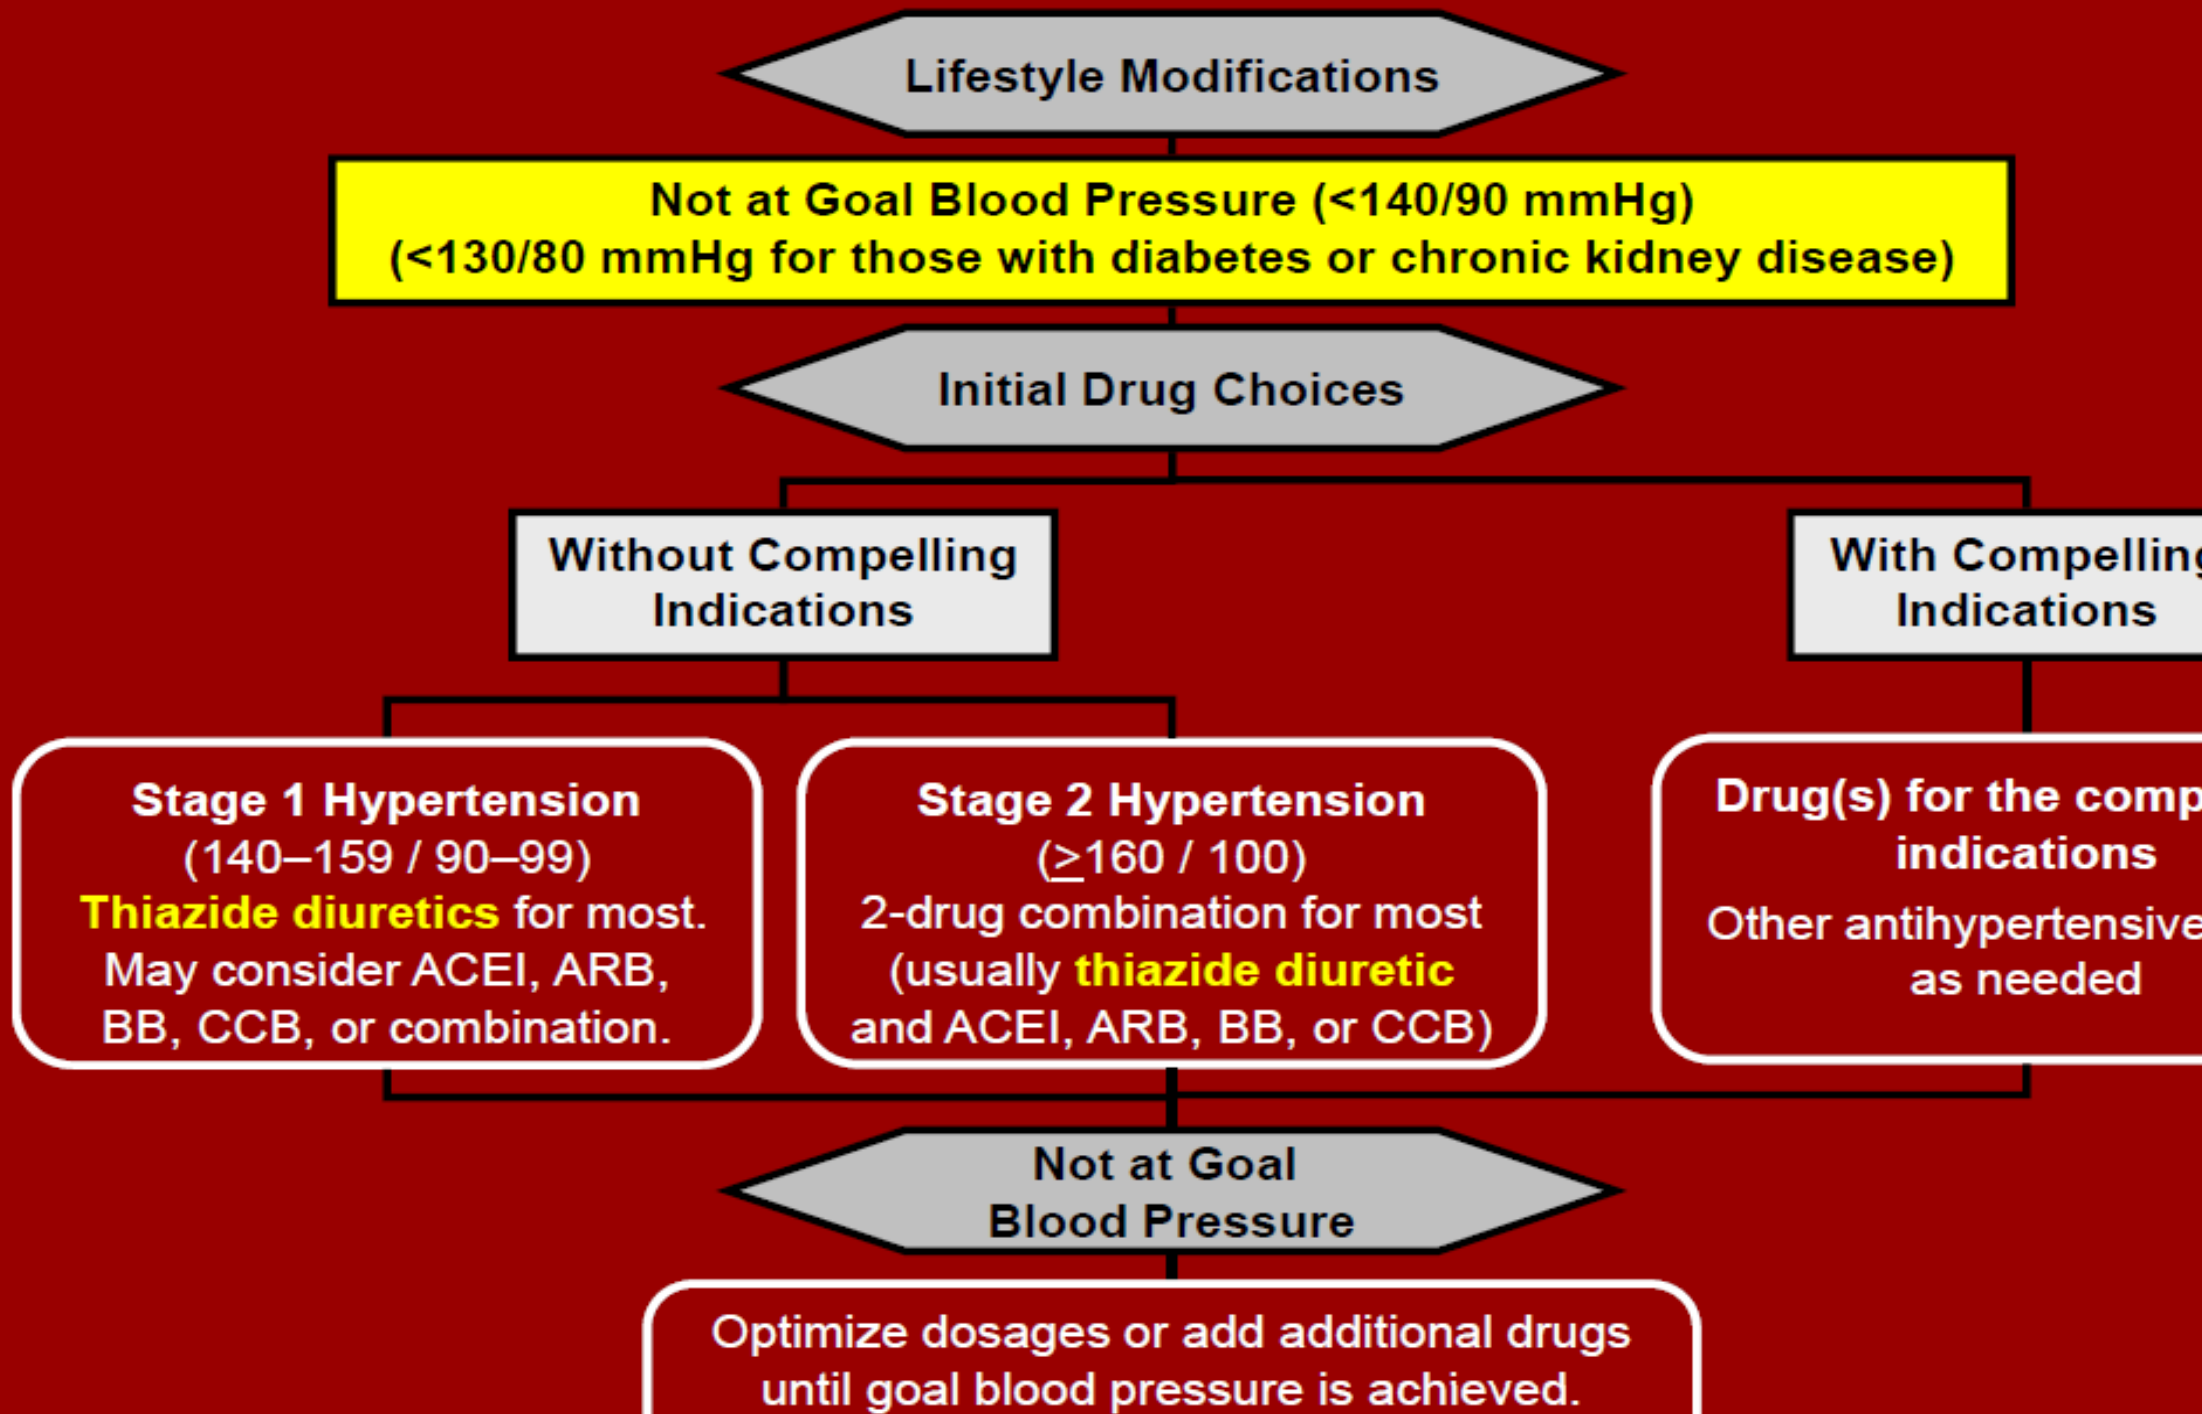 Lifestyle Modifications
Not at Goal Blood Pressure (<140/90 mmHg)
(<130/80 mmHg for those with diabetes or chronic kidney disease)
Initial Drug Choices
Without Compelling
Indications
With Compelling
Indications
Stage 1 Hypertension
(140–159 / 90–99)
Thiazide diuretics for most.
May consider ACEI, ARB,
BB, CCB, or combination.
Stage 2 Hypertension
(≥160 / 100)
2-drug combination for most
(usually thiazide diuretic
and ACEI, ARB, BB, or CCB)
Drug(s) for the comp
indications
Other antihypertensive
as needed
Not at Goal
Blood Pressure
Optimize dosages or add additional drugs
until goal blood pressure is achieved.